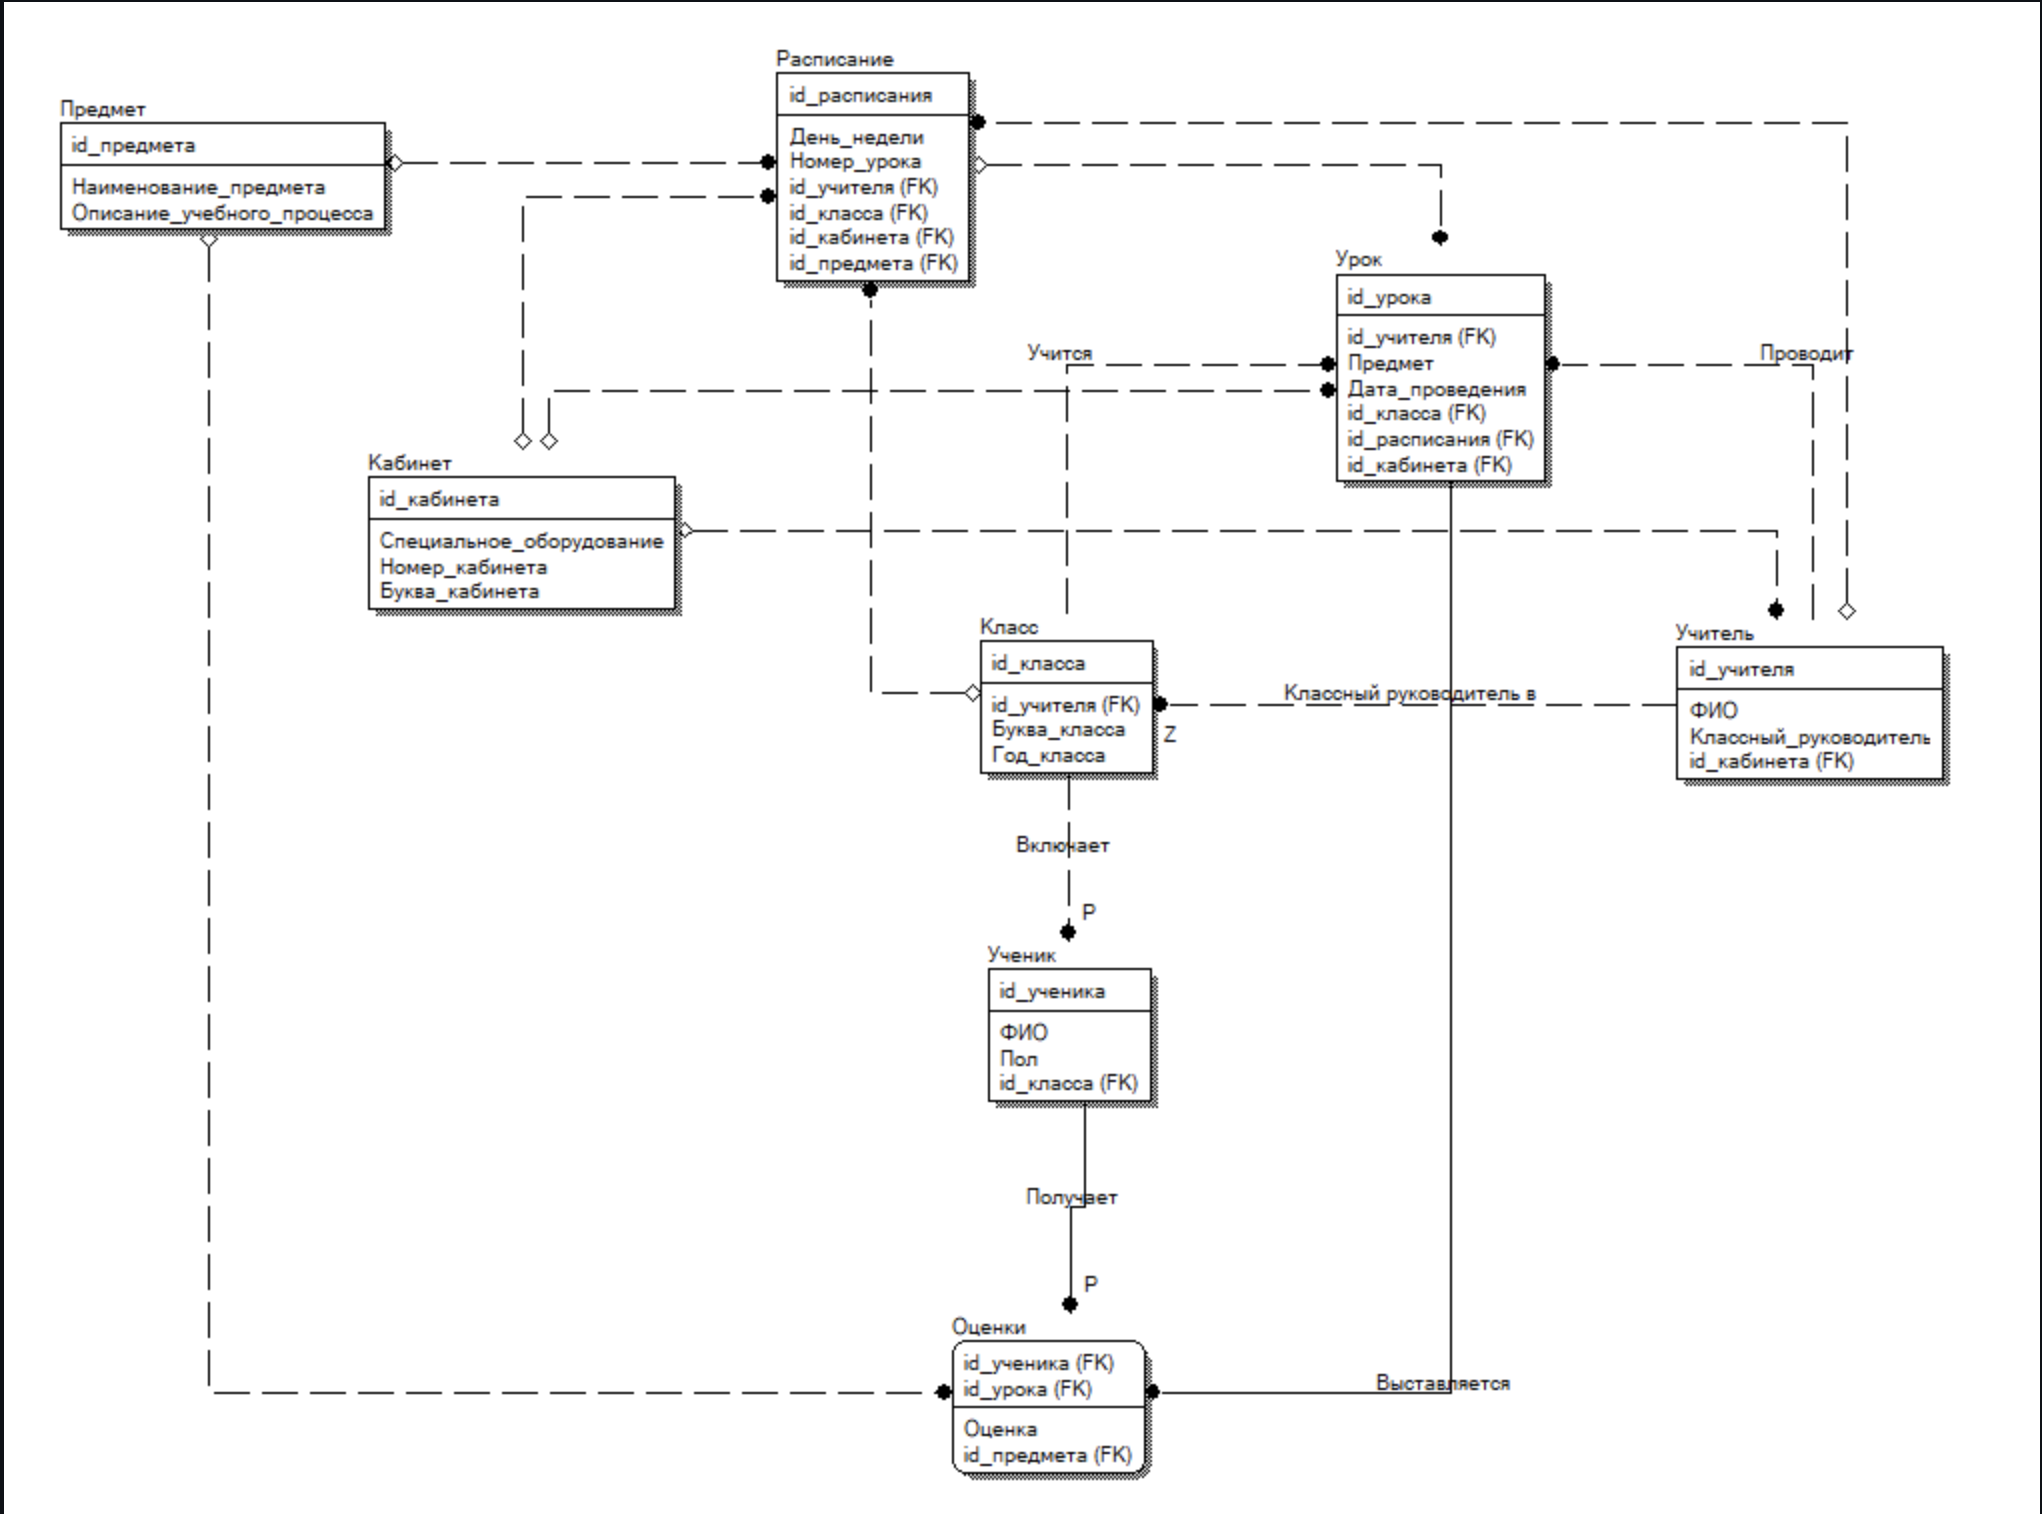 Расписание
id_расписания
День_недели
Номер_урока
id_учителя (FK)
id_класса (FK)
id_кабинета (FK)
id_предмета (FK)
Предмет
id_предмета
Наименование_предмета
Описание_учебного_процесса
Урок
id_урока
id_учителя (FK)
Предмет
Дата_проведения
id_класса (FK)
id_расписания (FK)
id_кабинета (FK)
Учится
Проводит
Кабинет
id_кабинета
Специальное_оборудование
Номер_кабинета
Буква_кабинета
Класс
id_класса
id_учителя (FK)
Буква_класса
Год_класса
Классный руководитель в
Z
Учитель
id_учителя
ФИО
Классный_руководитель
id_кабинета (FK)
Включает
P
Ученик
id_ученика
ФИО
Пол
id_класса (FK)
Получает
P
Оценки
id_ученика (FK)
id_урока (FK)
Оценка
id_предмета (FK)
Выставляется